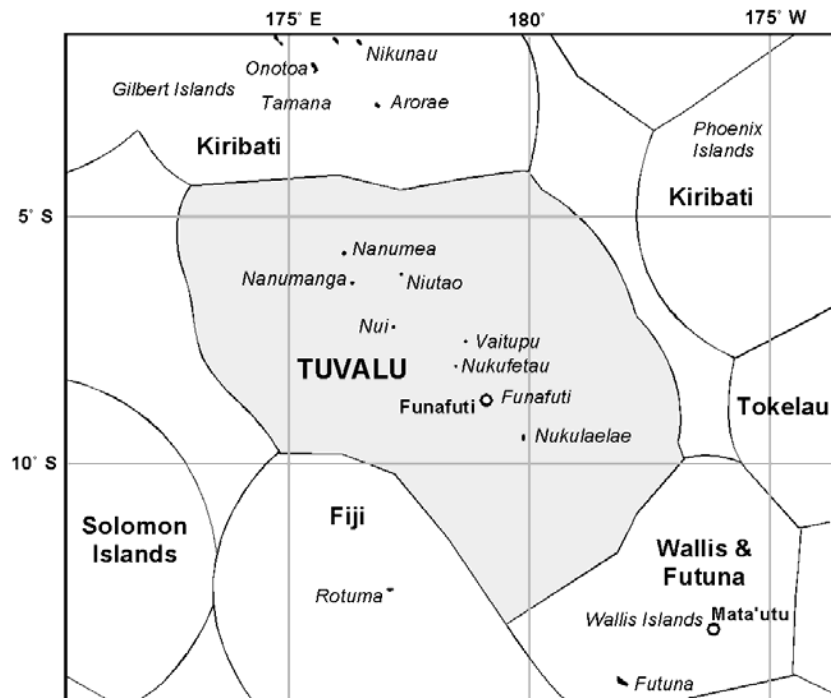 175° E 180° 175° W
Nikunau
Onotoa
Gilbert Islands
Tamana
Arorae
Kiribati
Phoenix
Islands
Kiribati
5° S
Nanumea
Nanumanga
Niutao
Nui
Vaitupu
TUVALU
Nukufetau
Funafuti
Funafuti
Tokelau
Nukulaelae
10° S
Solomon
Islands
Fiji
Wallis &
Futuna
Rotuma
Wallis Islands
Mata'utu
Futuna